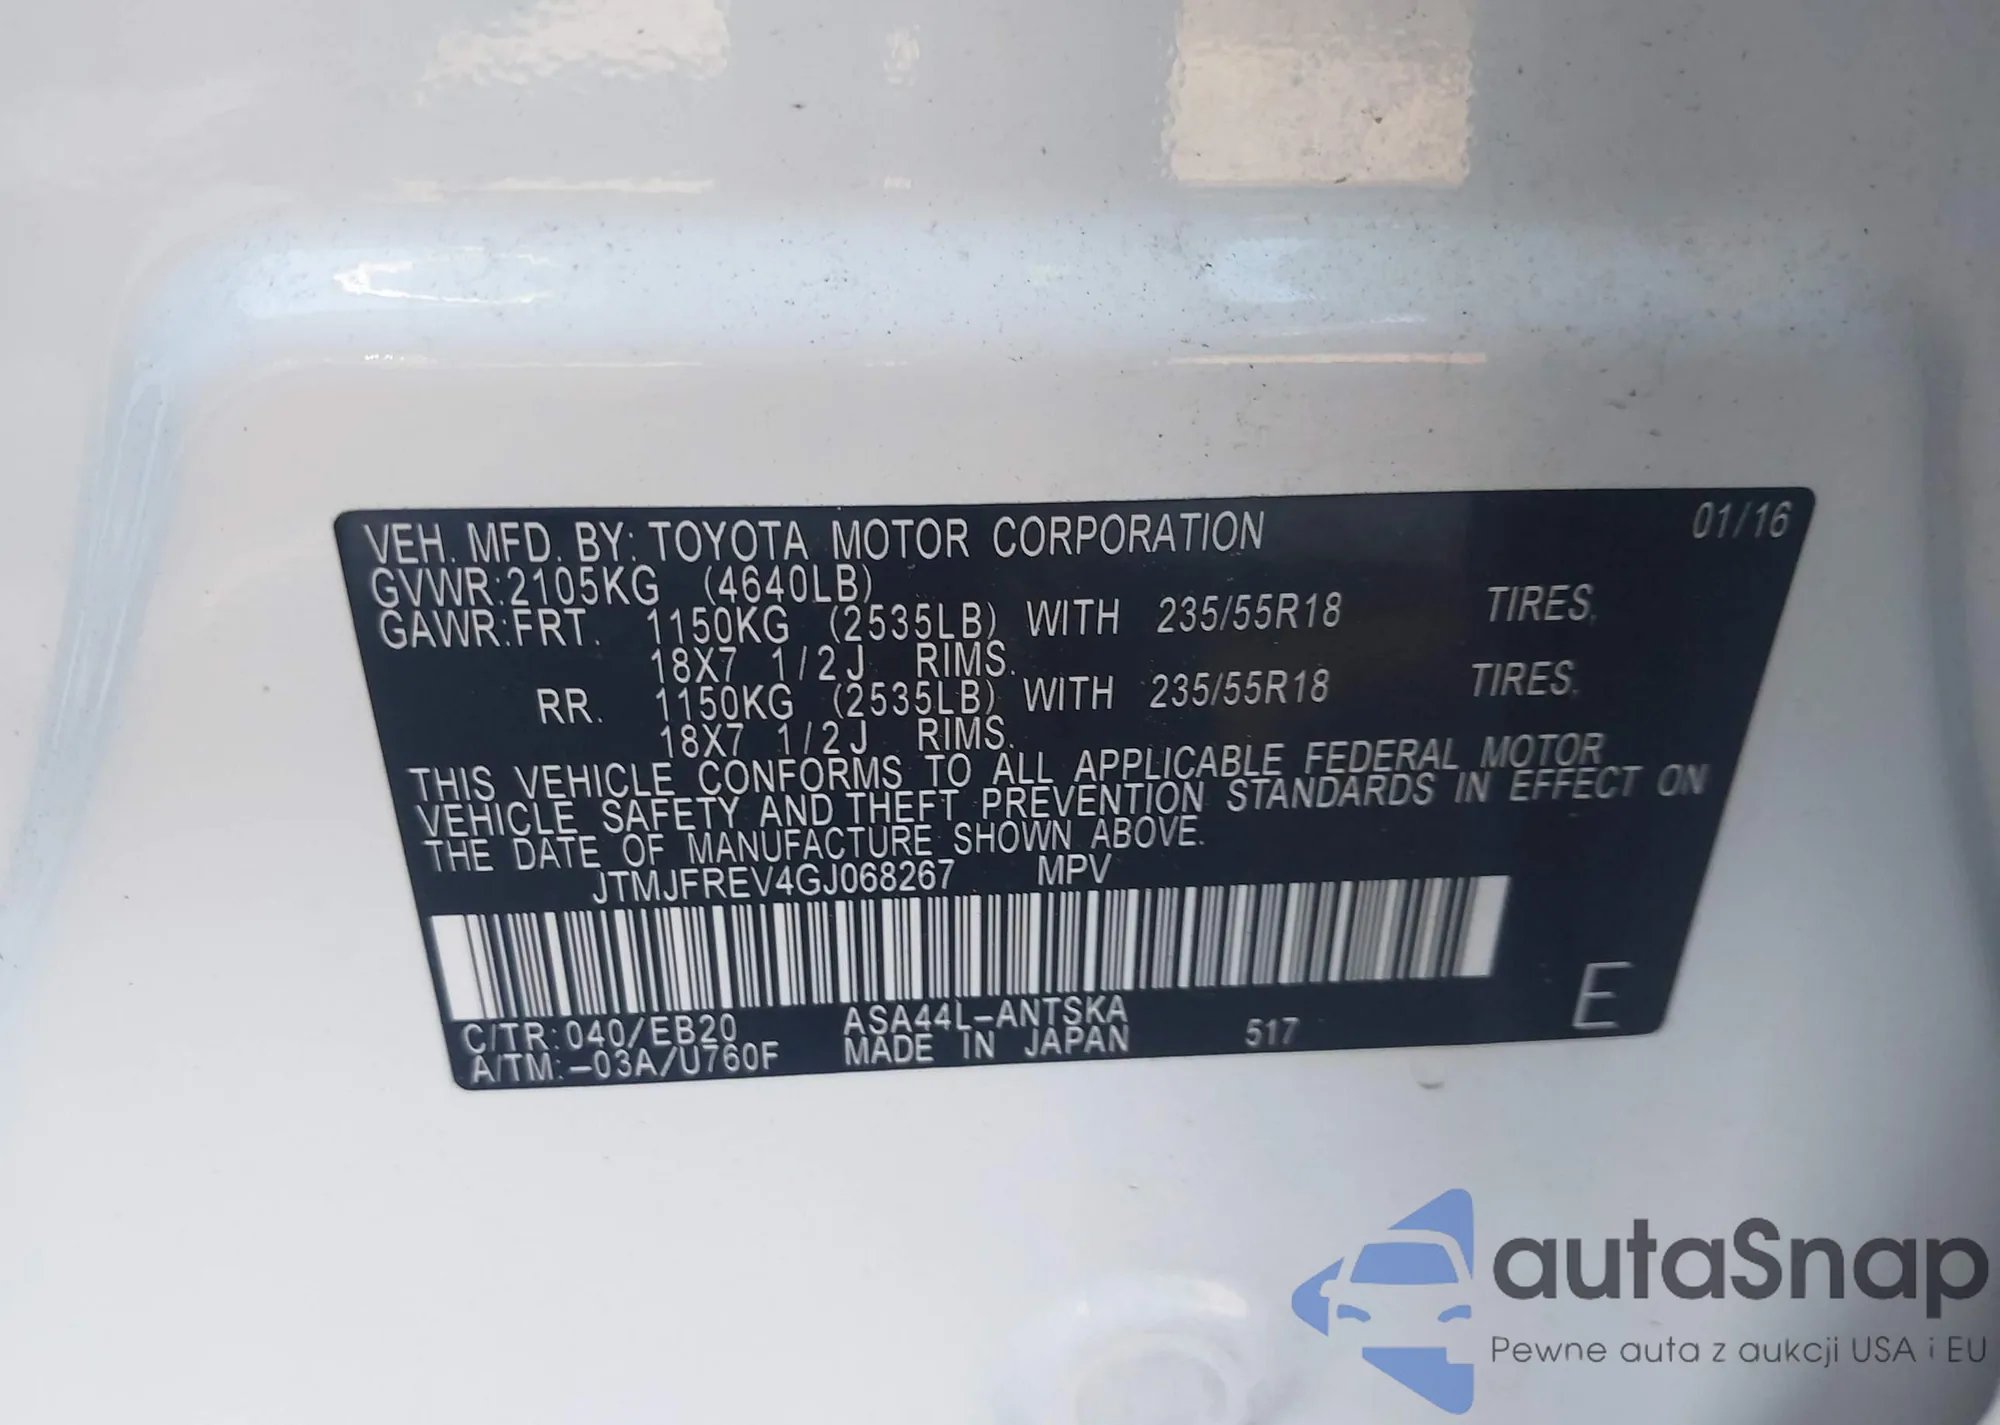 VEH. MFD. BY: TOYOTA MOTOR CORPORATION 01/16
GVWR:2105KG (4640LB)
GAWR:FRT. 1150KG (2535LB) WITH 235/55R18 TIRES,
18X7 1/2J RIMS.
RR. 1150KG (2535LB) WITH 235/55R18 TIRES,
18X7 1/2J RIMS.
THIS VEHICLE CONFORMS TO ALL APPLICABLE FEDERAL MOTOR
VEHICLE SAFETY AND THEFT PREVENTION STANDARDS IN EFFECT ON
THE DATE OF MANUFACTURE SHOWN ABOVE.
JTMJFREV4GJ068267 MPV
E
C/TR:040/EB20 ASA44L-ANTSKA
A/TM:-03A/U760F MADE IN JAPAN 517
autaSnap
Pewne auta z aukcji USA i EU